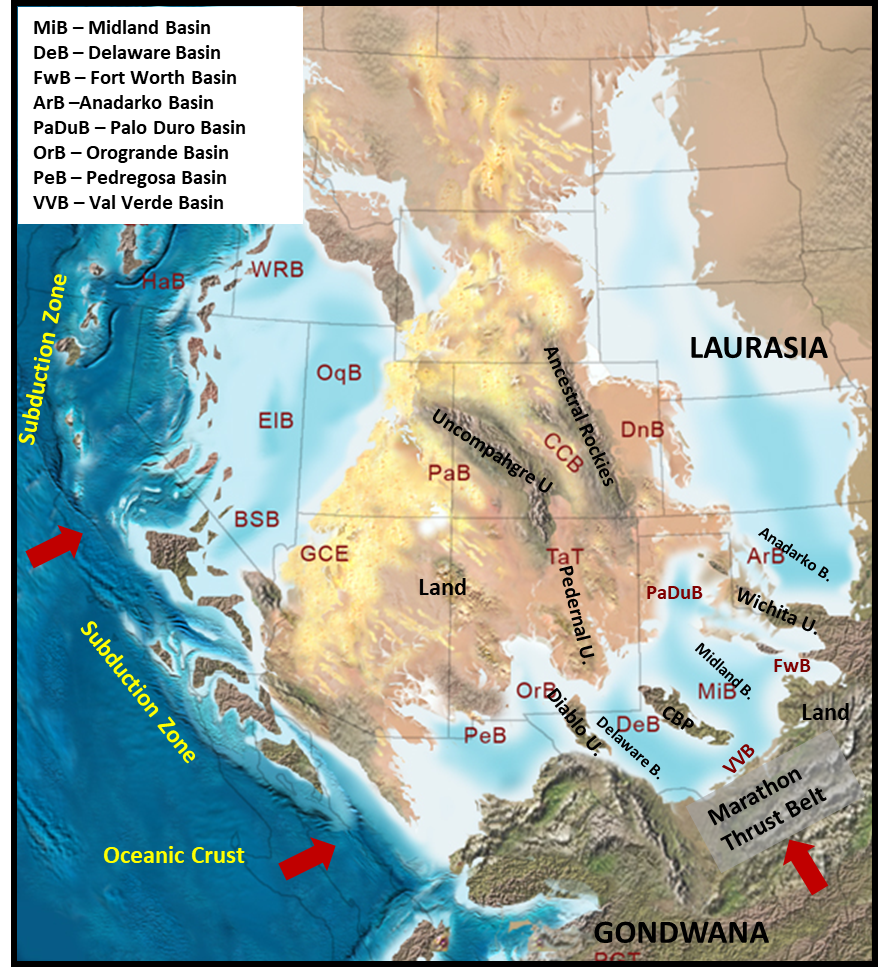 MiB – Midland Basin
DeB – Delaware Basin
FwB – Fort Worth Basin
ArB –Anadarko Basin
PaDuB – Palo Duro Basin
OrB – Orogrande Basin
PeB – Pedregosa Basin
VVB – Val Verde Basin
HaB
WRB
Subduction Zone
LAURASIA
OqB
Ancestral Rockies
ElB
Uncompahgre U
CCB
DnB
PaB
BSB
GCE
TaT
Anadarko B.
ArB
Land
Pedernal U.
PaDuB
Wichita U.
Subduction Zone
Midland B.
FwB
MiB
OrB
Diablo U.
DeB
CBP
Land
PeB
Delaware B.
VVB
Marathon
Thrust Belt
Oceanic Crust
GONDWANA